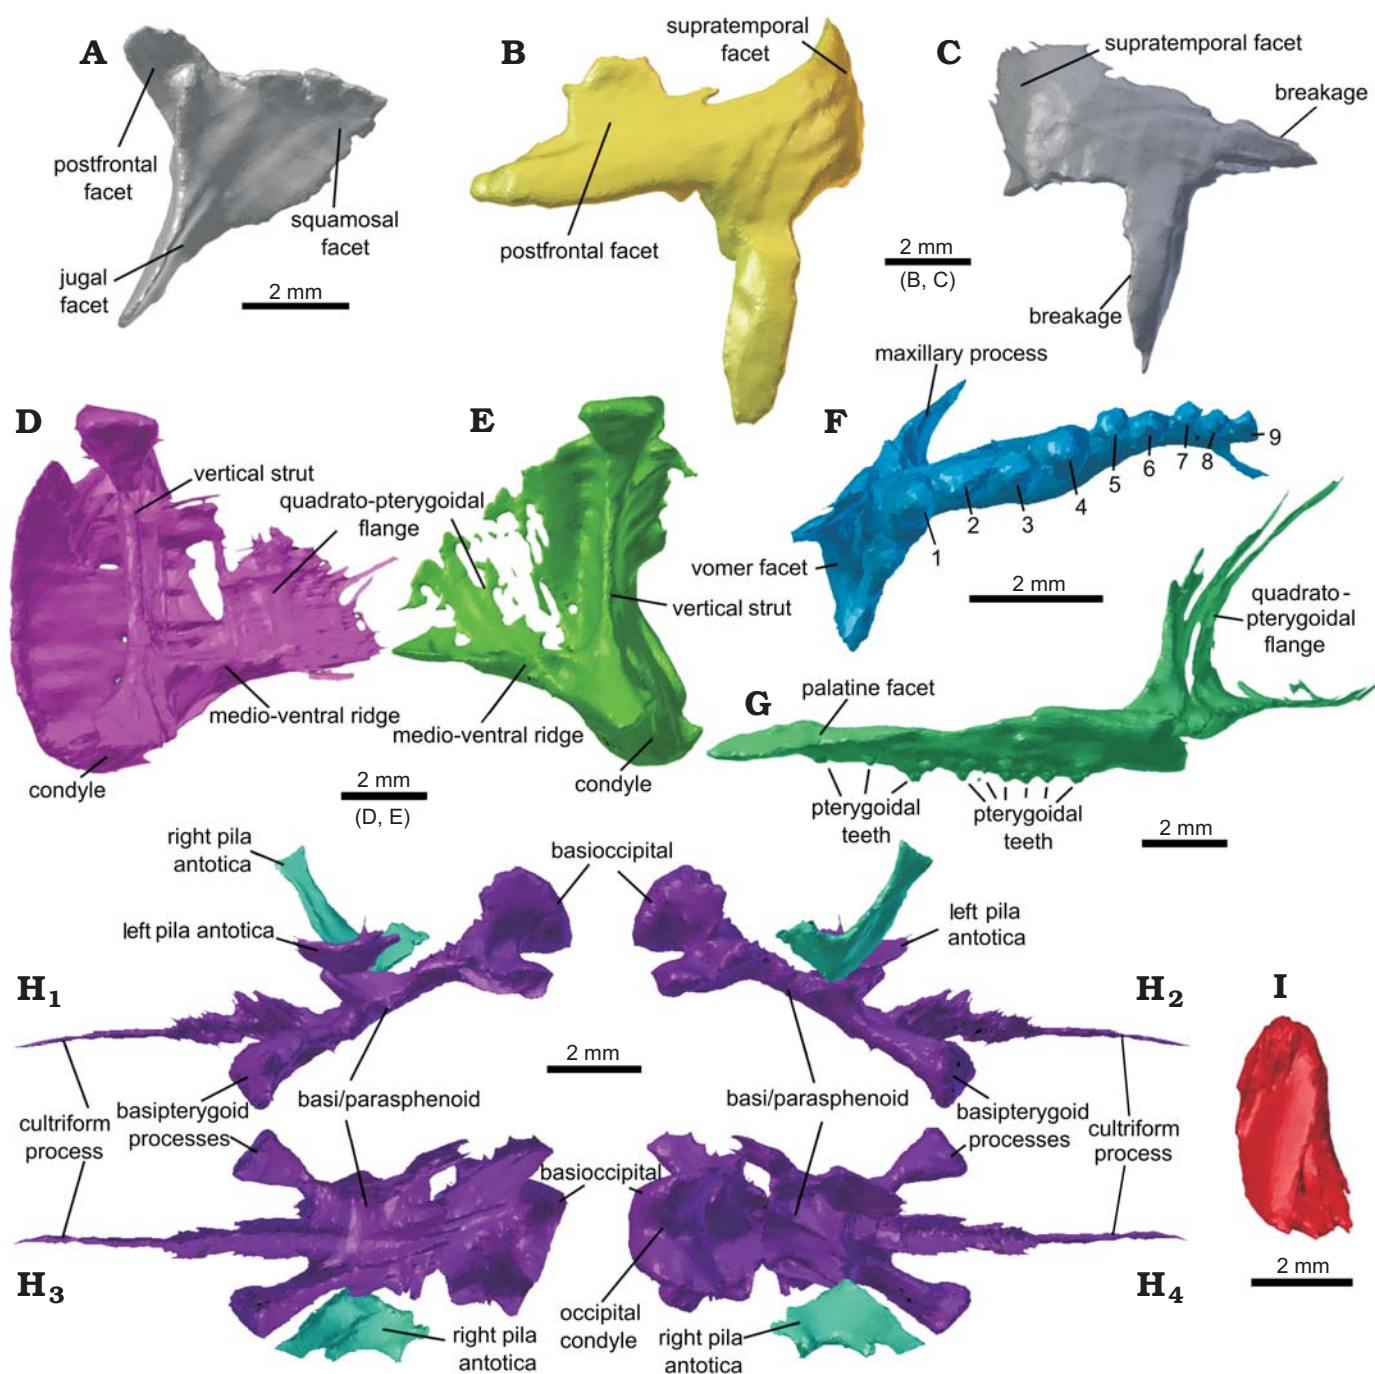 A
postfrontal
facet
jugal
facet
squamosal
facet
2 mm
B
supratemporal
facet
postfrontal facet
2 mm
(B, C)
C
supratemporal facet
breakage
breakage
D
vertical strut
quadrato-pterygoidal
flange
medio-ventral ridge
condyle
2 mm
(D, E)
E
vertical strut
medio-ventral ridge
condyle
F
maxillary process
vomer facet
1
2
3
4
5
6
7
8
9
2 mm
G
palatine facet
quadrato-
pterygoidal
flange
pterygoidal
teeth
pterygoidal
teeth
2 mm
H1
right pila
antotica
left pila antotica
basioccipital
H2
left pila
antotica
2 mm
cultriform
process
basipterygoid
processes
basi/parasphenoid
basi/parasphenoid
basipterygoid
processes
cultriform
process
H3
basioccipital
right pila
antotica
H4
occipital
condyle
right pila
antotica
I
2 mm